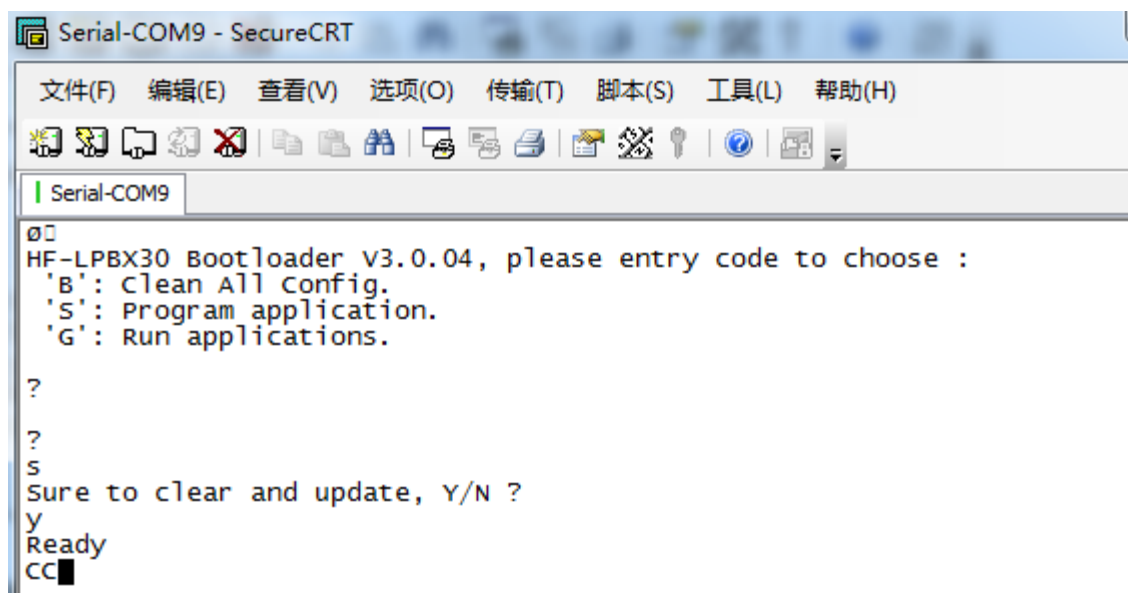 Serial-COM9 - SecureCRT
文件(F) 编辑(E) 查看(V) 选项(O) 传输(T) 脚本(S) 工具(L) 帮助(H)
Serial-COM9
ø
HF-LPBX30 Bootloader V3.0.04, please entry code to choose :
'B': Clean All Config.
'S': Program application.
'G': Run applications.
?
?
s
Sure to clear and update, Y/N ?
y
Ready
CC